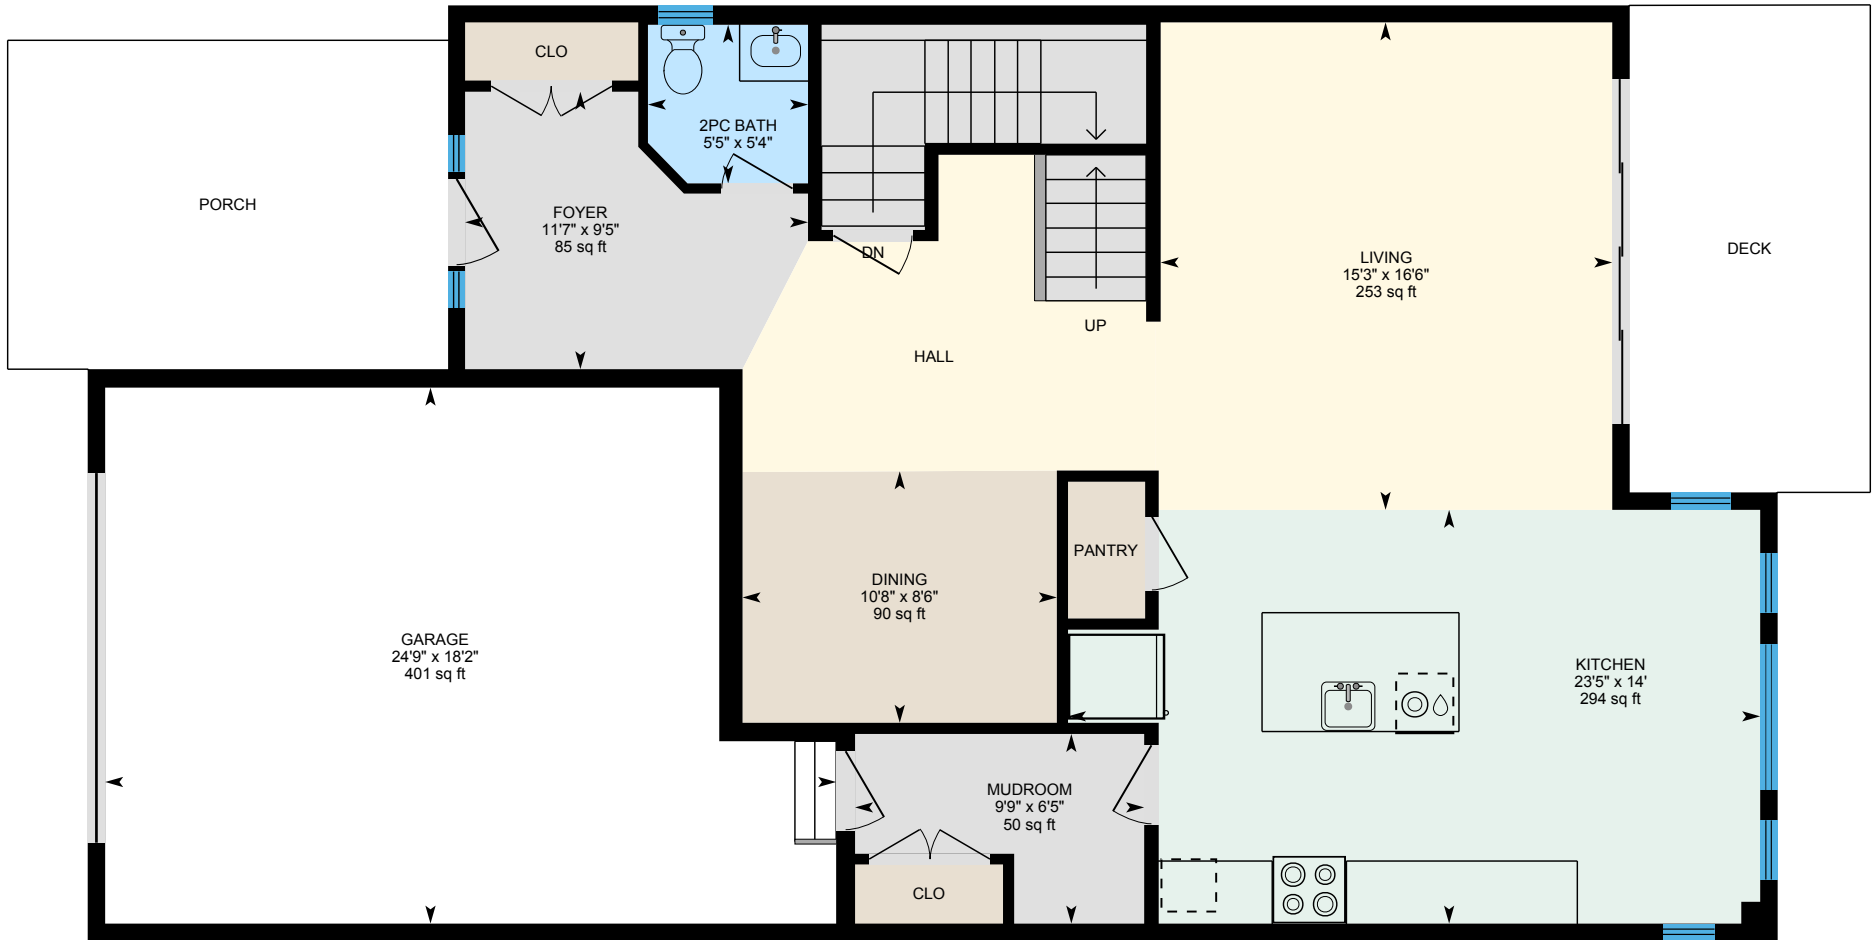 CLO
2PC BATH
5'5" x 5'4"
PORCH
FOYER
11'7" x 9'5"
85 sq ft
DN
LIVING
15'3" x 16'6"
253 sq ft
DECK
UP
HALL
PANTRY
DINING
10'8" x 8'6"
90 sq ft
GARAGE
24'9" x 18'2"
401 sq ft
KITCHEN
23'5" x 14'
294 sq ft
MUDROOM
9'9" x 6'5"
50 sq ft
CLO